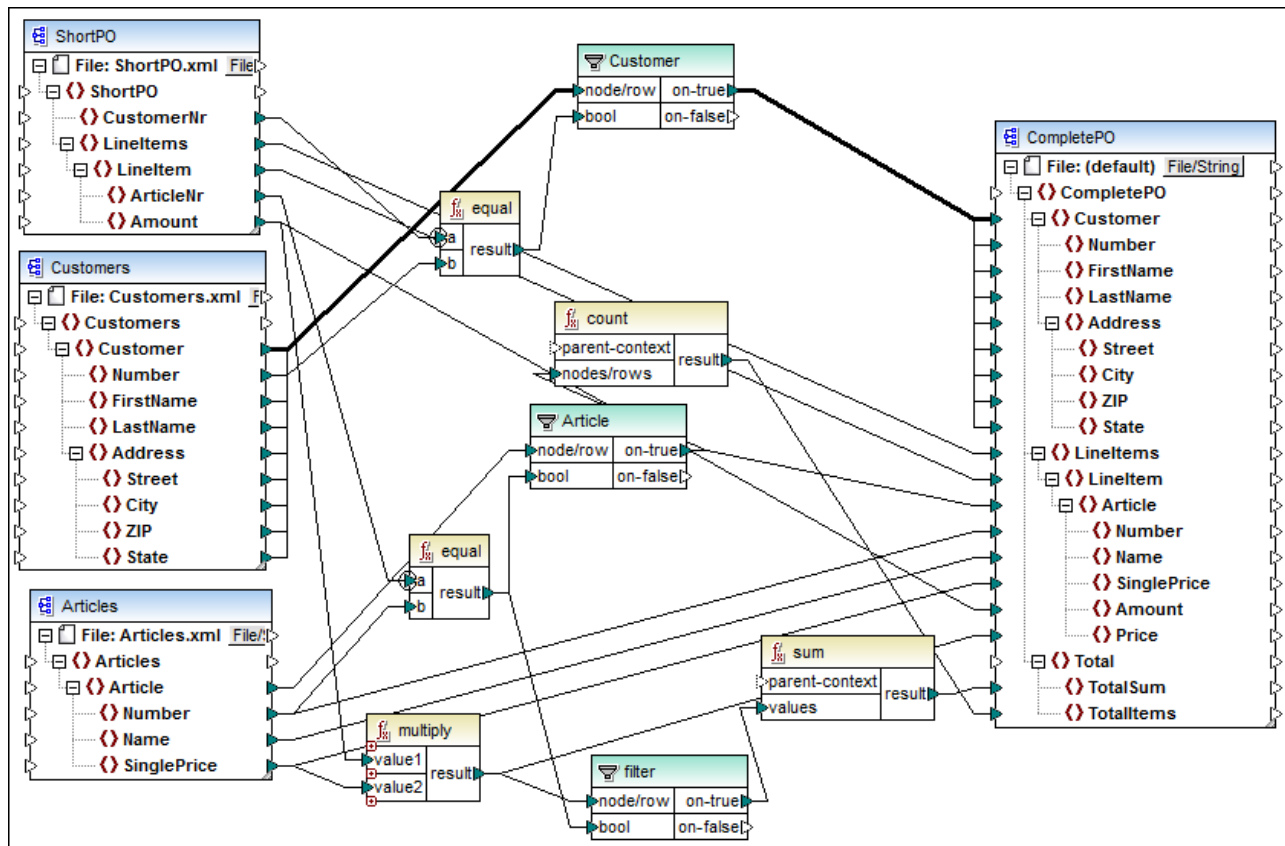 ShortPO
File: ShortPO.xml File
ShortPO
CustomerNr
LineItems
LineItem
ArticleNr
Amount
Customers
File: Customers.xml F
Customers
Customer
Number
FirstName
LastName
Address
Street
City
ZIP
State
Articles
File: Articles.xml File/
Articles
Article
Number
Name
SinglePrice
Customer
node/row on-true
bool on-false
equal
a
result
b
count
parent-context
result
nodes/rows
Article
node/row on-true
bool on-false
equal
a
result
b
multiply
value1
result
value2
filter
node/row on-true
bool on-false
sum
parent-context
result
values
CompletePO
File: (default) File/String
CompletePO
Customer
Number
FirstName
LastName
Address
Street
City
ZIP
State
LineItems
LineItem
Article
Number
Name
SinglePrice
Amount
Price
Total
TotalSum
TotalItems